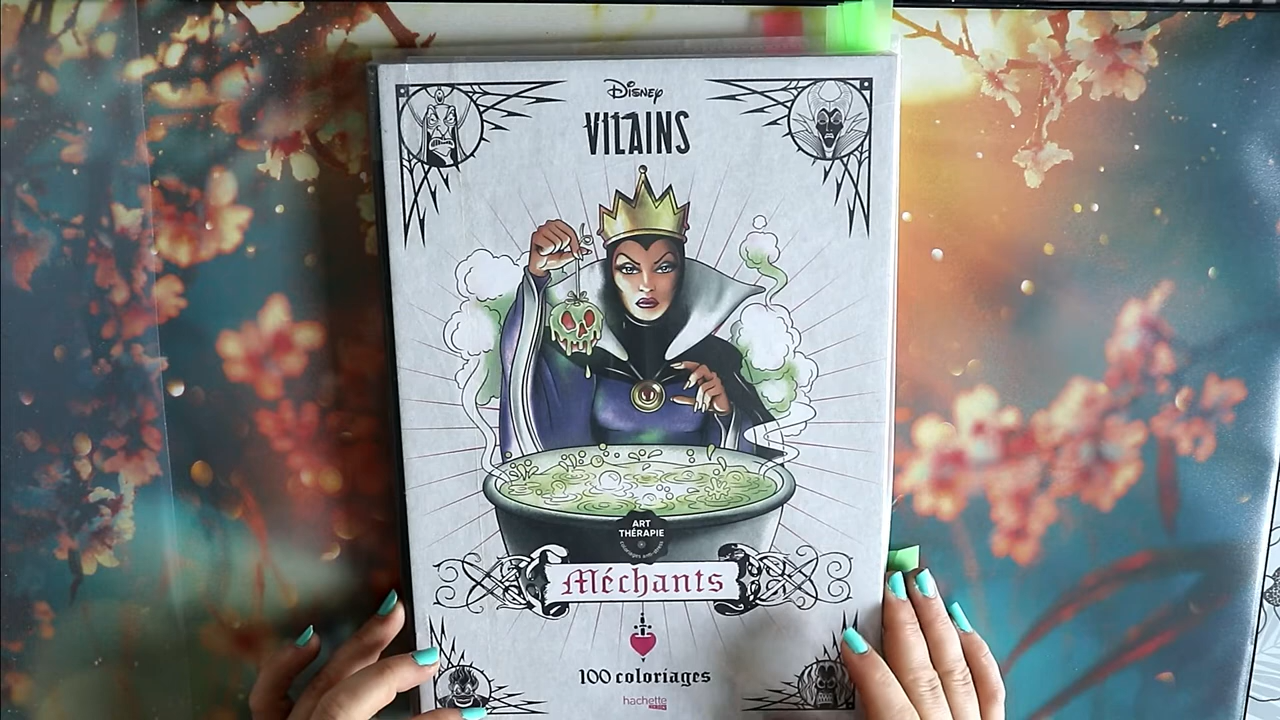 Disney
VILAINS
ART
THÉRAPIE
Méchants
100 coloriages
hachette